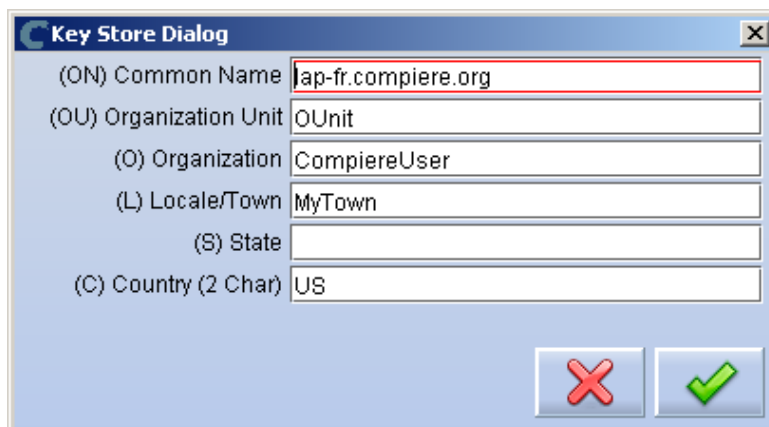 Key Store Dialog
(ON) Common Name lap-fr.compiere.org
(OU) Organization Unit OUnit
(O) Organization CompiereUser
(L) Locale/Town MyTown
(S) State
(C) Country (2 Char) US